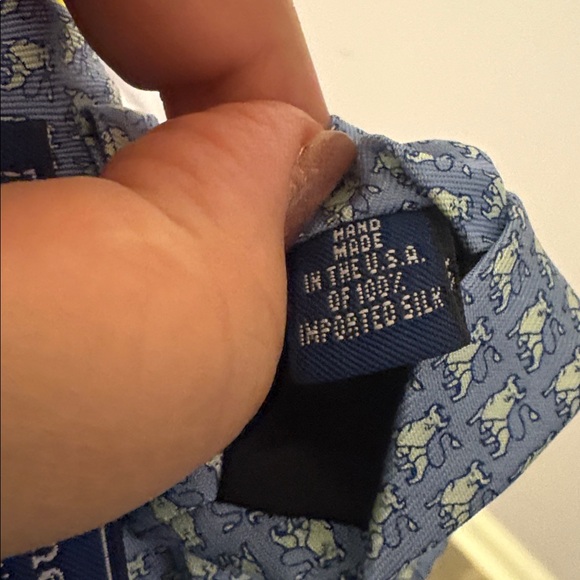 HAND
MADE
IN THE U.S.A.
OF 100%
IMPORTED SILK